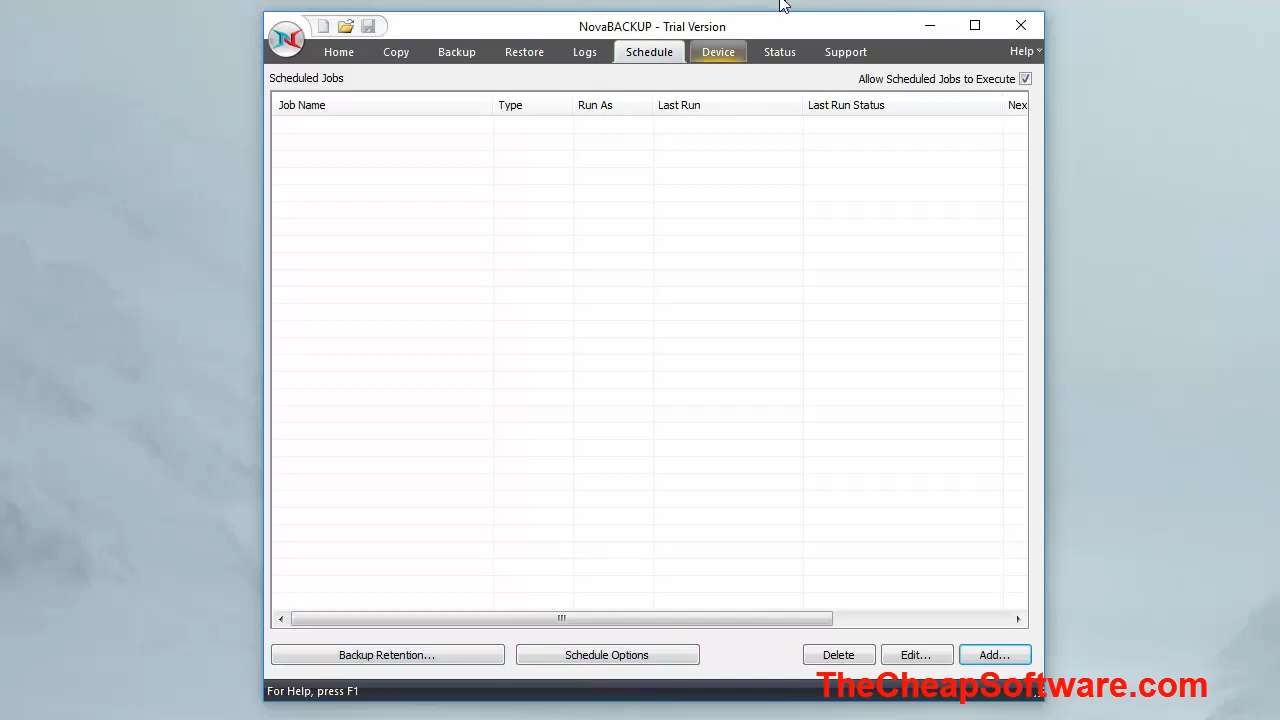 NovaBACKUP - Trial Version
Home Copy Backup Restore Logs Schedule Device Status Support Help
Scheduled Jobs Allow Scheduled Jobs to Execute
Job Name Type Run As Last Run Last Run Status Nex
Backup Retention... Schedule Options Delete Edit... Add...
TheCheapSoftware.com
For Help, press F1